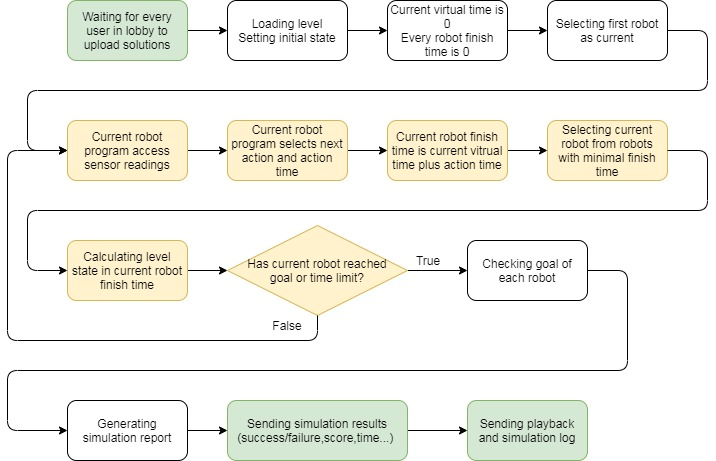 Waiting for every
user in lobby to
upload solutions
Loading level
Setting initial state
Current virtual time is
0
Every robot finish
time is 0
Selecting first robot
as current
Current robot
program access
sensor readings
Current robot
program selects next
action and action
time
Current robot finish
time is current vitrual
time plus action time
Selecting current
robot from robots
with minimal finish
time
Calculating level
state in current robot
finish time
Has current robot reached
goal or time limit?
True
False
Checking goal of
each robot
Generating
simulation report
Sending simulation results
(success/failure,score,time...)
Sending playback
and simulation log